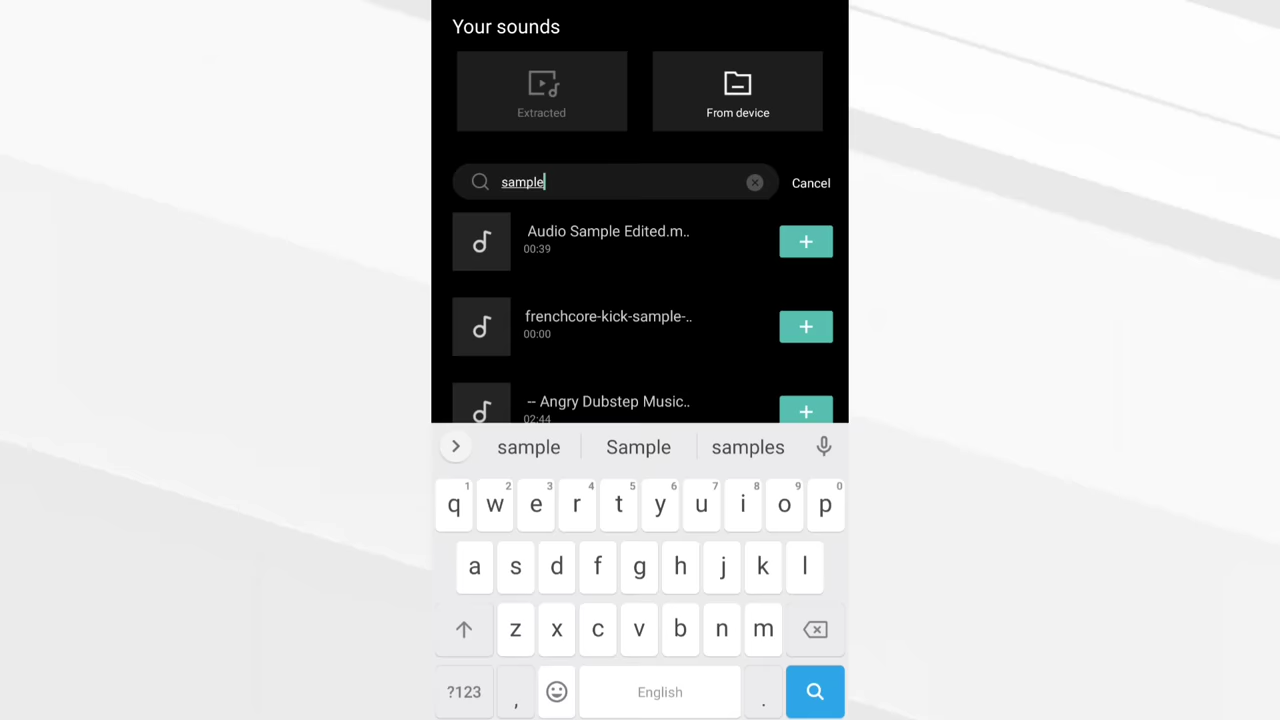 Your sounds
Extracted
From device
sample
Cancel
Audio Sample Edited.m..
00:39
frenchcore-kick-sample-..
00:00
-- Angry Dubstep Music..
02:44
sample
Sample
samples
1 2 3 4 5 6 7 8 9 0
q w e r t y u i o p
a s d f g h j k l
z x c v b n m
?123 , English .